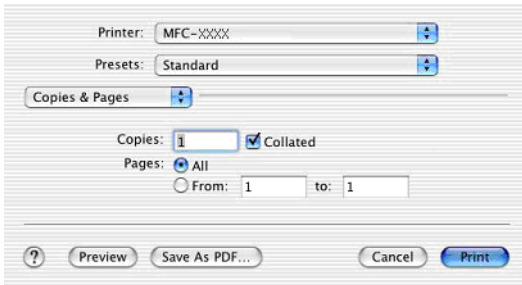 Printer: MFC-XXXX
Presets: Standard
Copies & Pages
Copies: 1 Collated
Pages: All
From: 1 to: 1
? Preview Save As PDF... Cancel Print